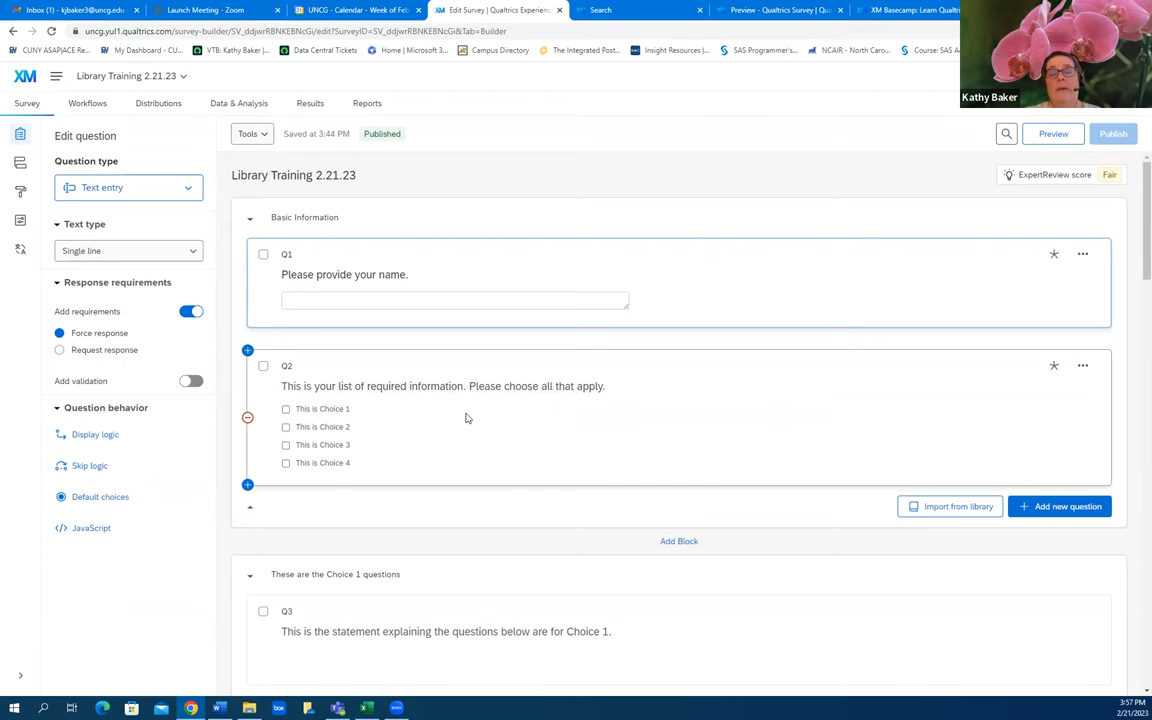 Inbox (1) - kjbaker3@uncg.edu
Launch Meeting - Zoom
UNCG - Calendar - Week of Feb
Edit Survey | Qualtrics Experien
Search
Preview - Qualtrics Survey | Qua
XM Basecamp: Learn Qualtri
uncg.yul1.qualtrics.com/survey-builder/SV_ddjwrRBNKEBNcGi/edit?SurveyID=SV_ddjwrRBNKEBNcGi&Tab=Builder
CUNY ASAP|ACE R...
My Dashboard - CU...
VTB: Kathy Baker |
Data Central Tickets
Home | Microsoft 3...
Campus Directory
The Integrated Post...
Insight Resources |...
SAS Programmer's...
NCAIR - North Caro...
Course: SAS A
Kathy Baker
XM
Library Training 2.21.23
Survey
Workflows
Distributions
Data & Analysis
Results
Reports
Edit question
Tools
Saved at 3:44 PM
Published
Preview
Publish
Question type
Text entry
Library Training 2.21.23
ExpertReview score
Fair
Text type
Single line
Response requirements
Add requirements
Force response
Request response
Add validation
Question behavior
Display logic
Skip logic
Default choices
JavaScript
Basic Information
Q1
Please provide your name.
Q2
This is your list of required information. Please choose all that apply.
This is Choice 1
This is Choice 2
This is Choice 3
This is Choice 4
Import from library
Add new question
Add Block
These are the Choice 1 questions
Q3
This is the statement explaining the questions below are for Choice 1.
3:57 PM
2/21/2023